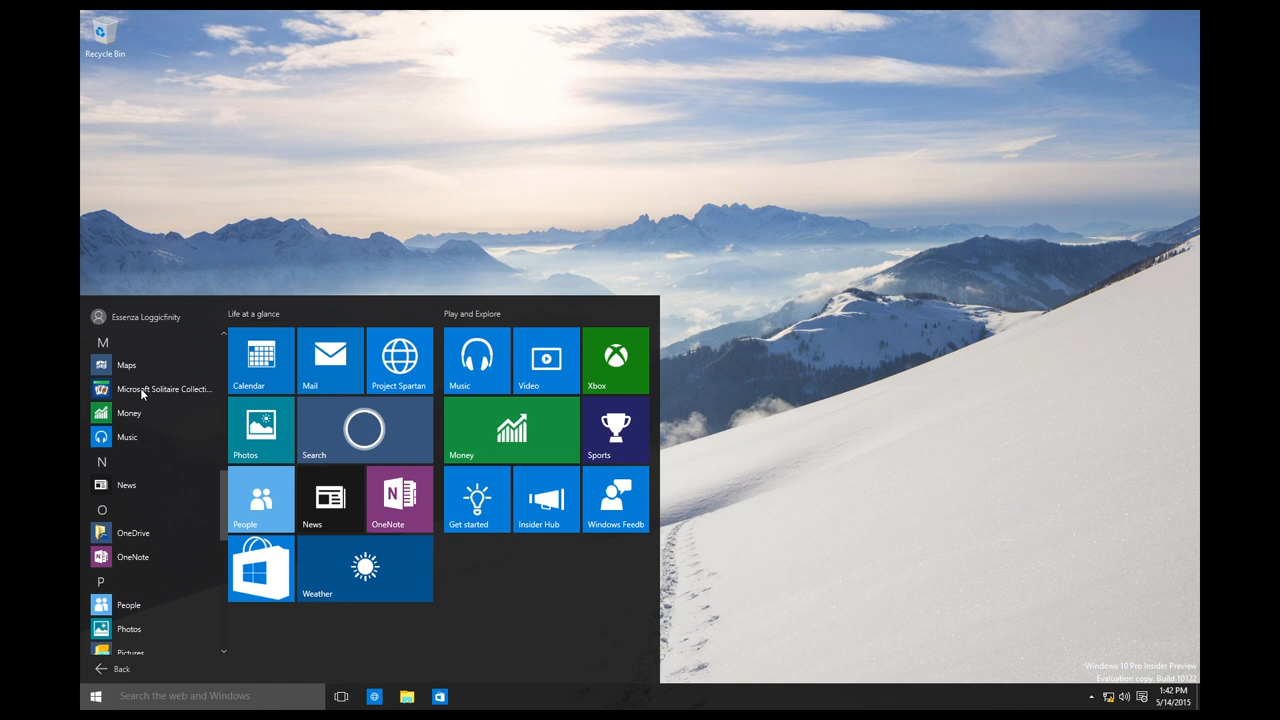 Recycle Bin
Essenza Loggicfinity
M
Maps
Microsoft Solitaire Collecti...
Money
Music
N
News
O
OneDrive
OneNote
P
People
Photos
Pictures
Back
Life at a glance
Calendar
Mail
Project Spartan
Photos
Search
People
News
OneNote
Weather
Play and Explore
Music
Video
Xbox
Money
Sports
Get started
Insider Hub
Windows Feedb
Windows 10 Pro Insider Preview
Evaluation copy. Build 10122
Search the web and Windows
1:42 PM
5/14/2015